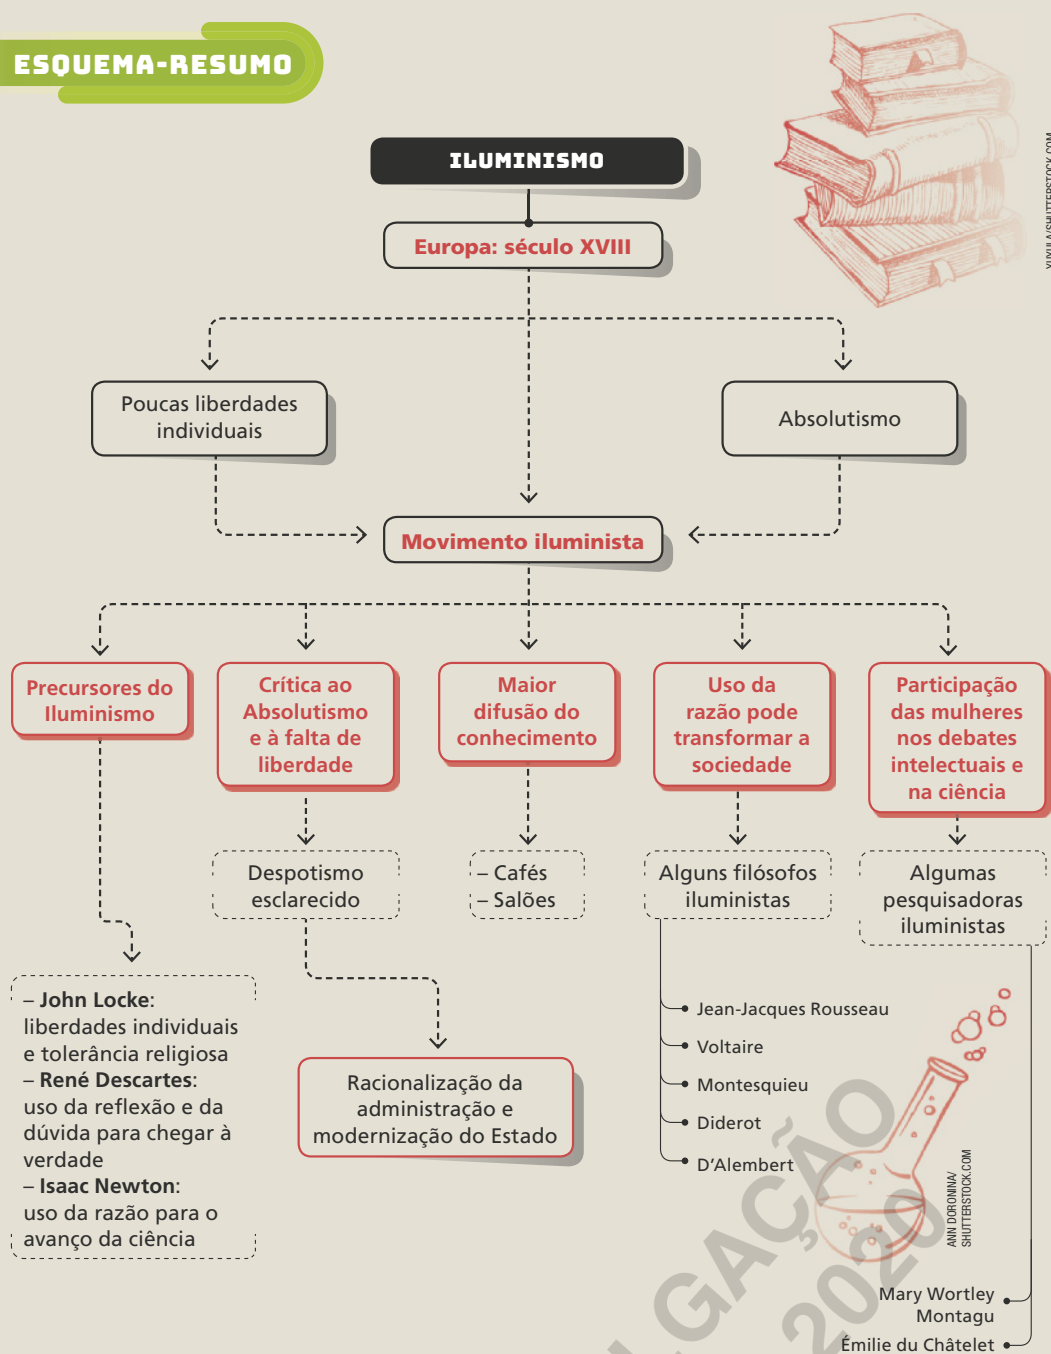 ESQUEMA-RESUMO
YUYULA/SHUTTERSTOCK.COM
ILUMINISMO
Europa: século XVIII
Poucas liberdades
individuais
Absolutismo
Movimento iluminista
Precursores do
Iluminismo
Crítica ao
Absolutismo
e à falta de
liberdade
Maior
difusão do
conhecimento
Uso da
razão pode
transformar a
sociedade
Participação
das mulheres
nos debates
intelectuais e
na ciência
Despotismo
esclarecido
– Cafés
– Salões
Alguns filósofos
iluministas
Algumas
pesquisadoras
iluministas
– John Locke:
liberdades individuais
e tolerância religiosa
– René Descartes:
uso da reflexão e da
dúvida para chegar à
verdade
– Isaac Newton:
uso da razão para o
avanço da ciência
Racionalização da
administração e
modernização do Estado
Jean-Jacques Rousseau
Voltaire
Montesquieu
Diderot
D’Alembert
ANN DORONINA/
SHUTTERSTOCK.COM
Mary Wortley
Montagu
Émilie du Châtelet
LGAÇÃO
2020